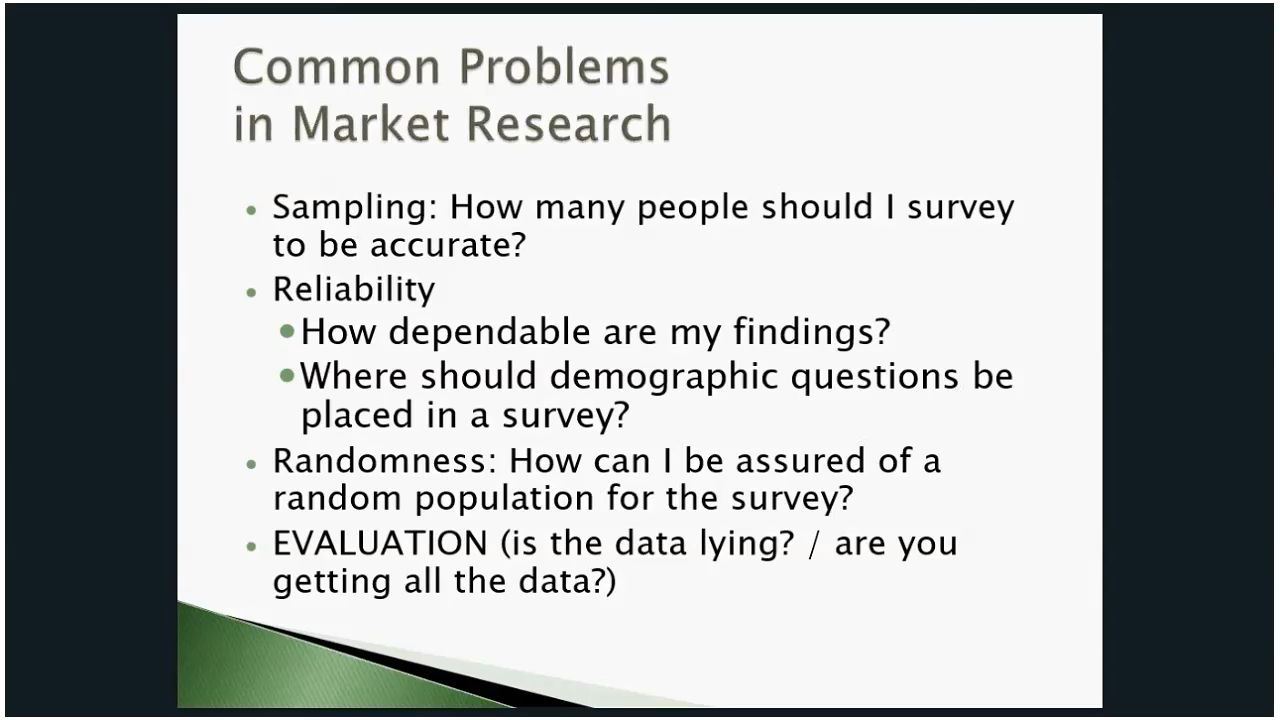 Common Problems
in Market Research
• Sampling: How many people should I survey
to be accurate?
• Reliability
• How dependable are my findings?
• Where should demographic questions be
placed in a survey?
• Randomness: How can I be assured of a
random population for the survey?
• EVALUATION (is the data lying? / are you
getting all the data?)